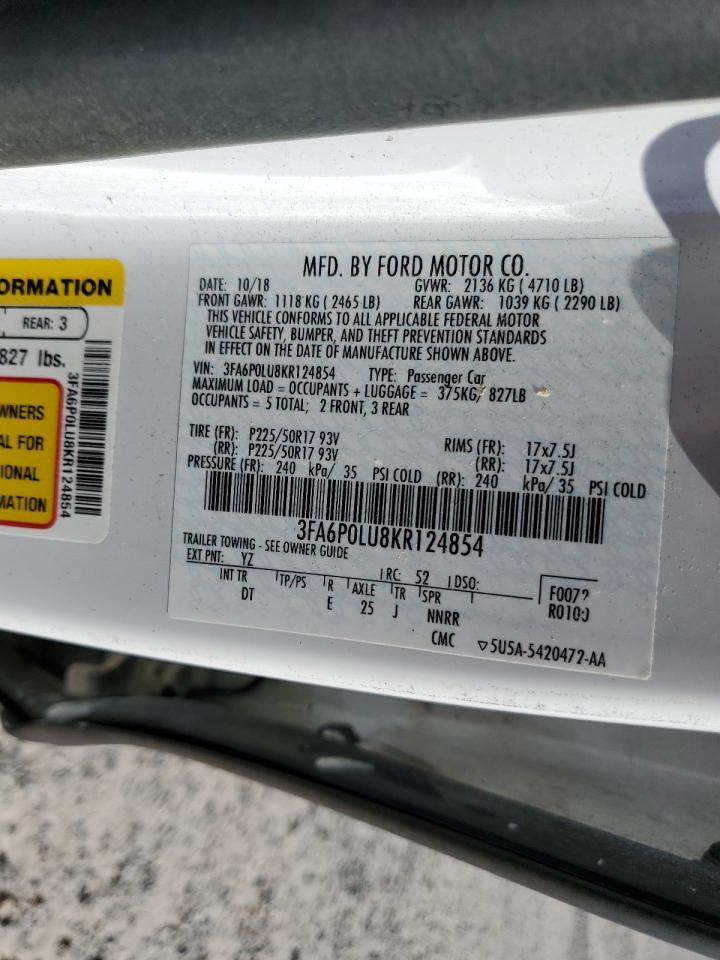 ORMATION
REAR: 3
827 lbs.
WNERS
AL FOR
IONAL
MATION
3FA6P0LU8KR124854
MFD. BY FORD MOTOR CO.
DATE: 10/18 GVWR: 2136 KG ( 4710 LB)
FRONT GAWR: 1118 KG ( 2465 LB) REAR GAWR: 1039 KG ( 2290 LB)
THIS VEHICLE CONFORMS TO ALL APPLICABLE FEDERAL MOTOR
VEHICLE SAFETY, BUMPER, AND THEFT PREVENTION STANDARDS
IN EFFECT ON THE DATE OF MANUFACTURE SHOWN ABOVE.
VIN: 3FA6P0LU8KR124854 TYPE: Passenger Car
MAXIMUM LOAD = OCCUPANTS + LUGGAGE = 375KG/ 827LB
OCCUPANTS = 5 TOTAL; 2 FRONT, 3 REAR
TIRE (FR): P225/50R17 93V RIMS (FR): 17x7.5J
(RR): P225/50R17 93V (RR): 17x7.5J
PRESSURE (FR): 240 kPa/ 35 PSI COLD (RR): 240 kPa/ 35 PSI COLD
3FA6P0LU8KR124854
TRAILER TOWING - SEE OWNER GUIDE
EXT PNT: YZ RC: 52 DSO: F0072
INT TR TP/PS R AXLE TR SPR R0100
DT E 25 J NNRR
CMC ▽5U5A-5420472-AA